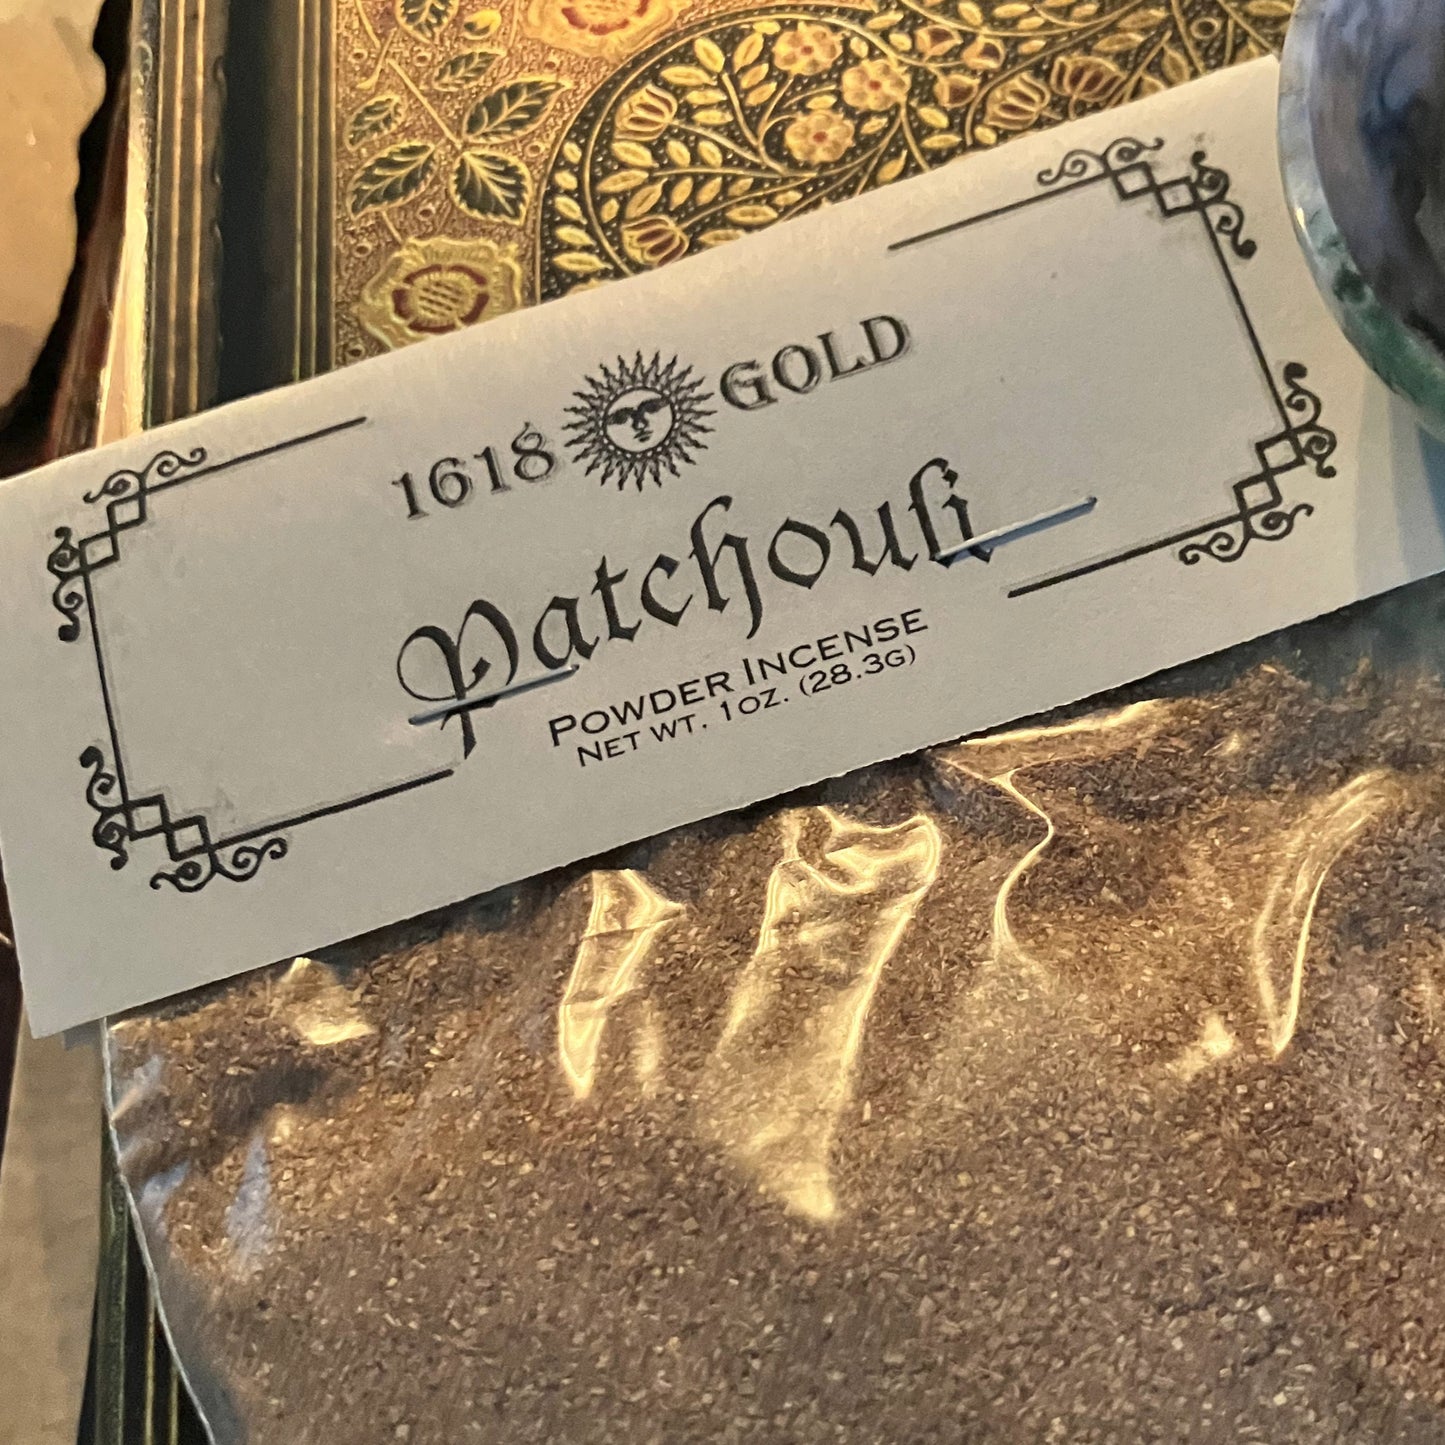 1618 GOLD
Patchouli
POWDER INCENSE
NET WT. 1OZ. (28.3G)